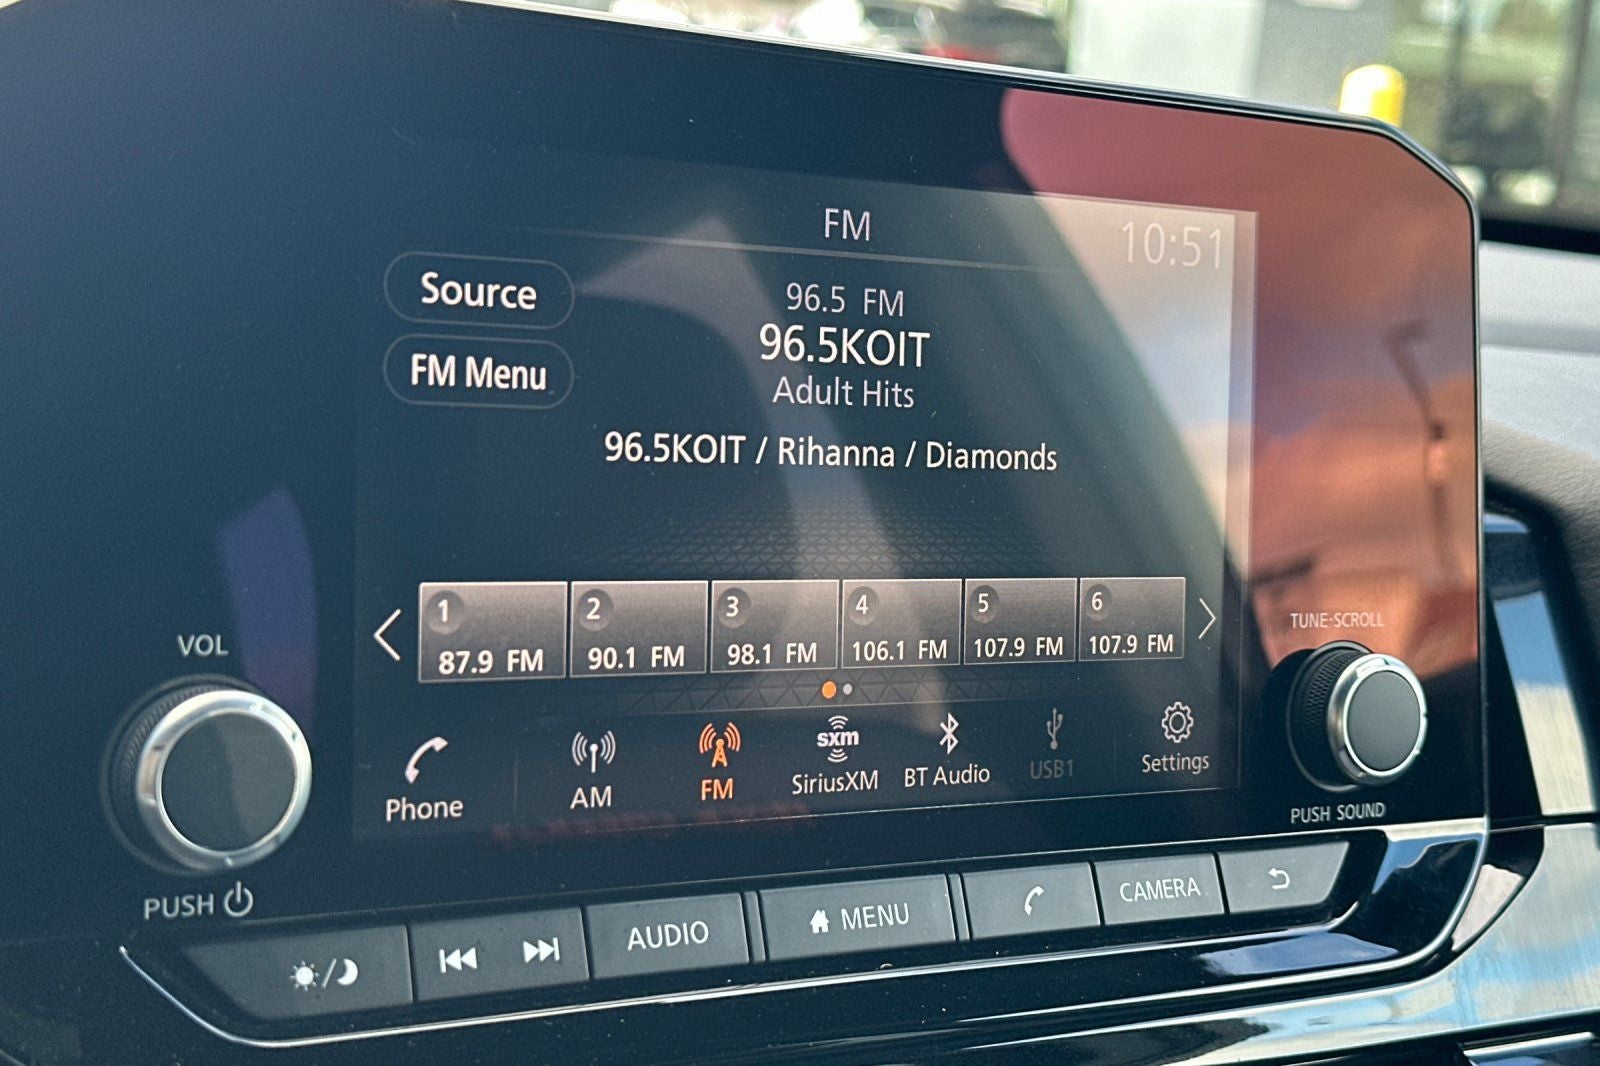 FM
10:51
Source
96.5 FM
96.5KOIT
FM Menu
Adult Hits
96.5KOIT / Rihanna / Diamonds
1 2 3 4 5 6
87.9 FM 90.1 FM 98.1 FM 106.1 FM 107.9 FM 107.9 FM
VOL
TUNE·SCROLL
sxm
Phone AM FM SiriusXM BT Audio USB1 Settings
PUSH
PUSH SOUND
AUDIO MENU CAMERA